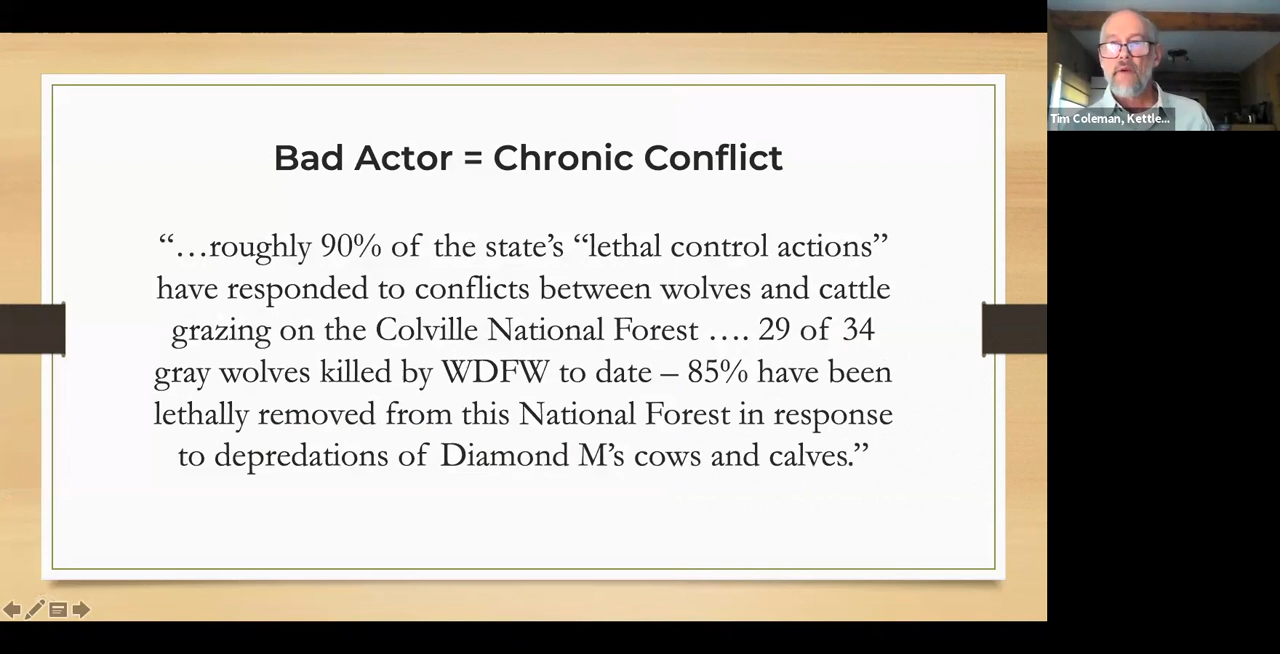 Bad Actor = Chronic Conflict
“…roughly 90% of the state’s “lethal control actions”
have responded to conflicts between wolves and cattle
grazing on the Colville National Forest …. 29 of 34
gray wolves killed by WDFW to date – 85% have been
lethally removed from this National Forest in response
to depredations of Diamond M’s cows and calves.”
Tim Coleman, Kettle...